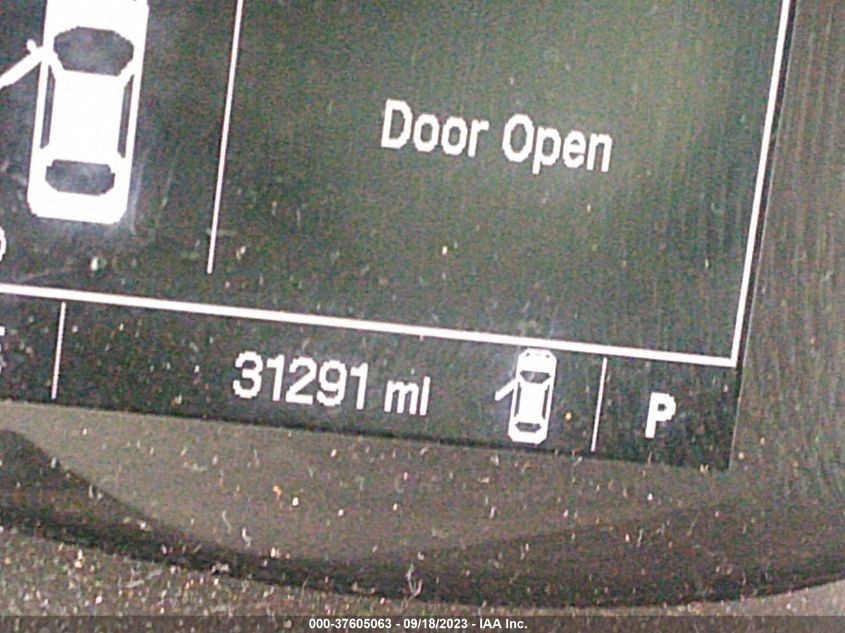 Door Open
31291 mi P
000-37605063 - 09/18/2023 - IAA Inc.